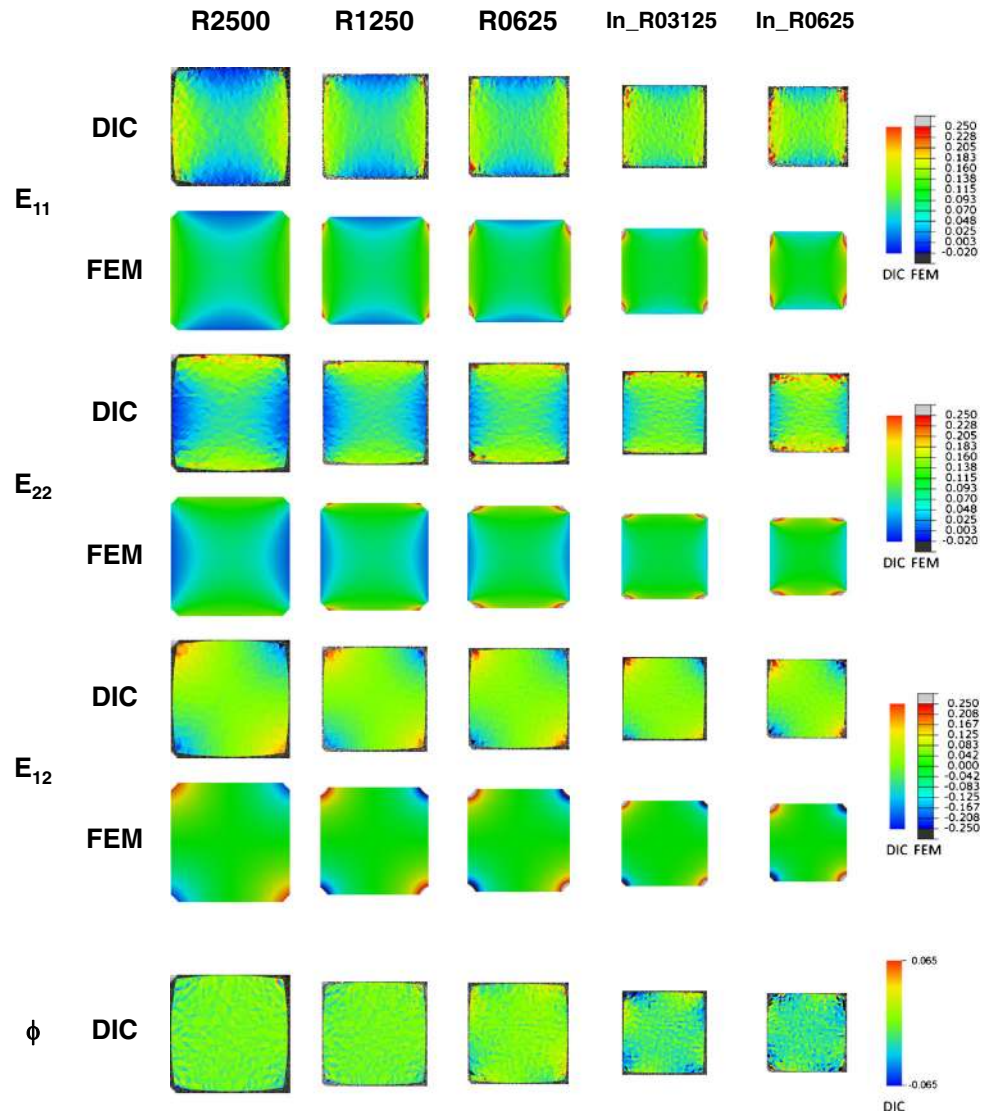 R2500 R1250 R0625 In_R03125 In_R0625
E11
DIC
FEM
0.250
0.228
0.205
0.183
0.160
0.138
0.115
0.093
0.070
0.048
0.025
0.003
-0.020
DIC FEM
E22
DIC
FEM
0.250
0.228
0.205
0.183
0.160
0.138
0.115
0.093
0.070
0.048
0.025
0.003
-0.020
DIC FEM
E12
DIC
FEM
0.250
0.208
0.167
0.125
0.083
0.042
0.000
-0.042
-0.083
-0.125
-0.167
-0.208
-0.250
DIC FEM
ϕ
DIC
0.065
-0.065
DIC